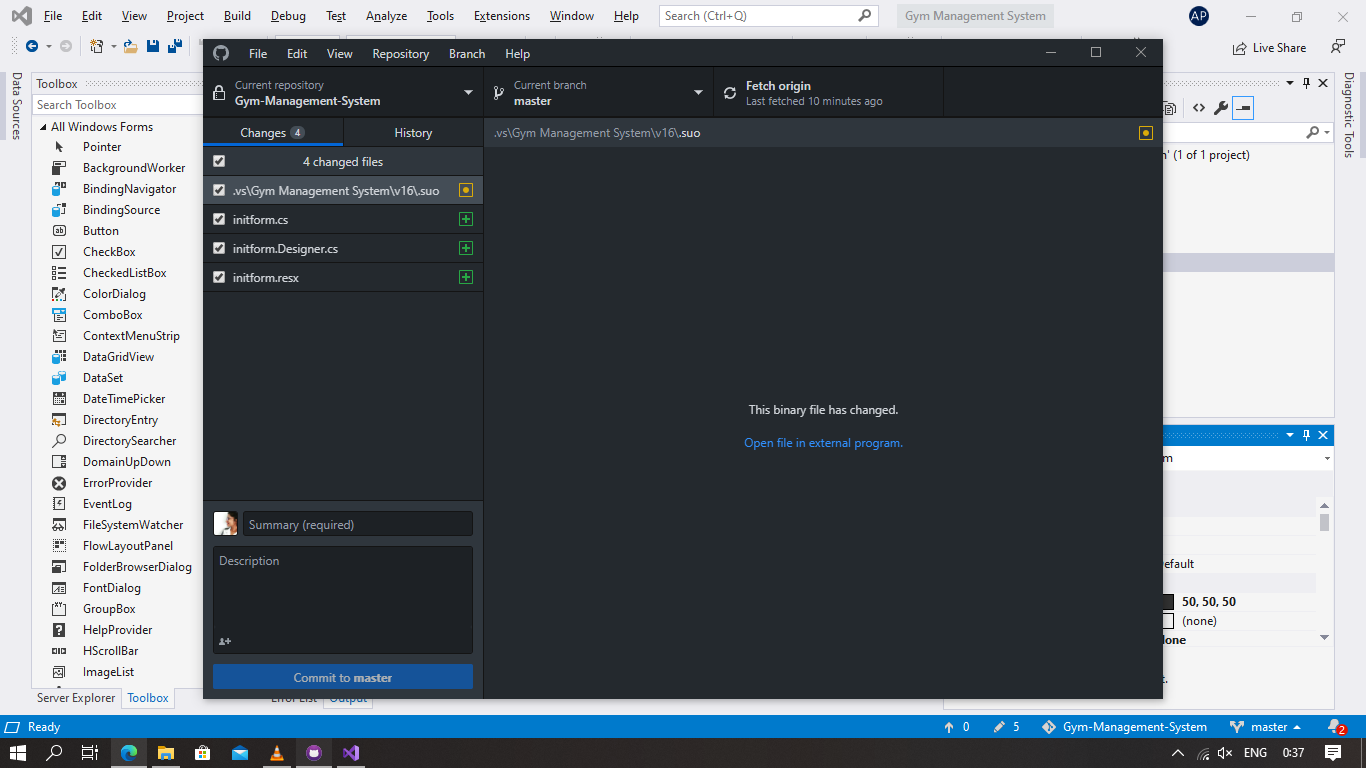 File Edit View Project Build Debug Test Analyze Tools Extensions Window Help Search (Ctrl+Q) Gym Management System AP
Live Share
File Edit View Repository Branch Help
Current repository
Gym-Management-System
Current branch
master
Fetch origin
Last fetched 10 minutes ago
Changes 4 History
.vs\Gym Management System\v16\.suo
4 changed files
.vs\Gym Management System\v16\.suo
initform.cs
initform.Designer.cs
initform.resx
This binary file has changed.
Open file in external program.
Summary (required)
Description
Commit to master
Data Sources
Toolbox
Search Toolbox
All Windows Forms
Pointer
BackgroundWorker
BindingNavigator
BindingSource
Button
CheckBox
CheckedListBox
ColorDialog
ComboBox
ContextMenuStrip
DataGridView
DataSet
DateTimePicker
DirectoryEntry
DirectorySearcher
DomainUpDown
ErrorProvider
EventLog
FileSystemWatcher
FlowLayoutPanel
FolderBrowserDialog
FontDialog
GroupBox
HelpProvider
HScrollBar
ImageList
Server Explorer Toolbox Error List Output
Diagnostic Tools
' (1 of 1 project)
m
efault
50, 50, 50
(none)
lone
t.
Ready 0 5 Gym-Management-System master 2
ENG 0:37